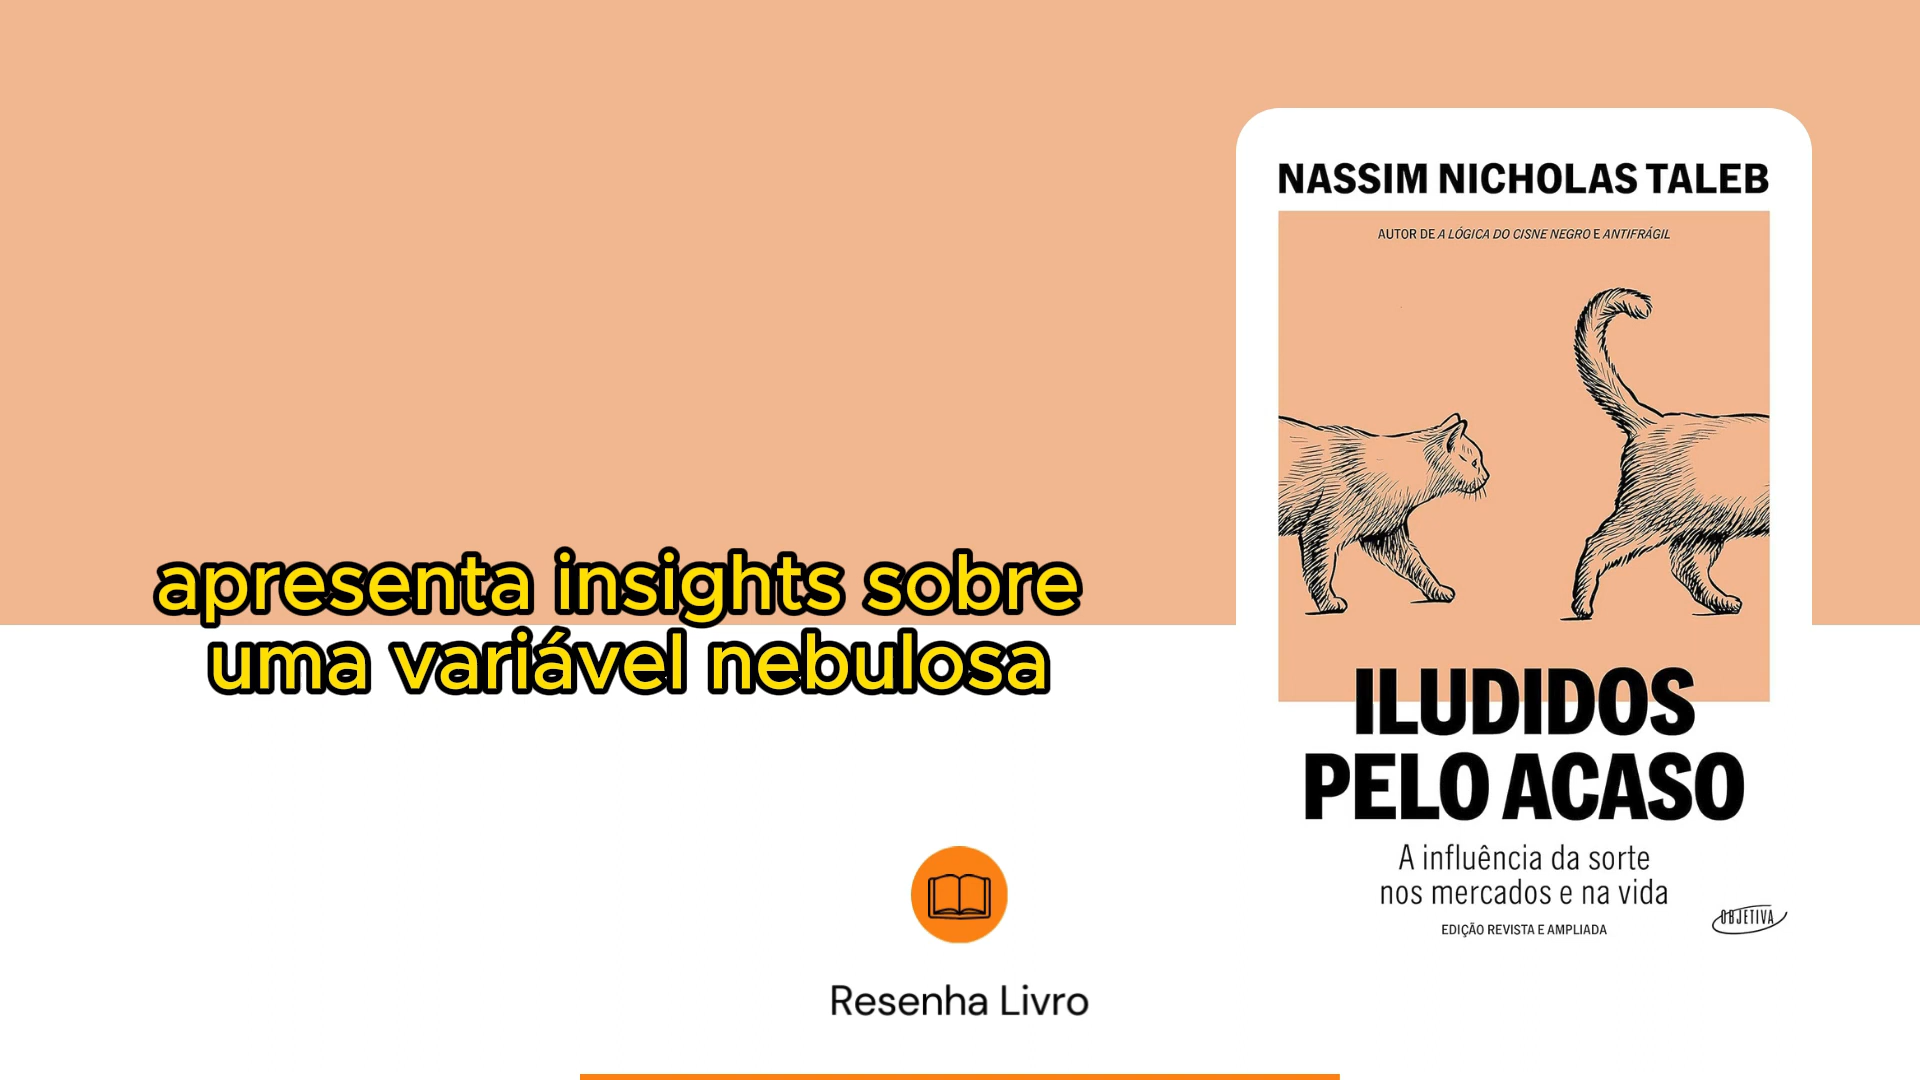 apresenta insights sobre
uma variável nebulosa
Resenha Livro
NASSIM NICHOLAS TALEB
AUTOR DE A LÓGICA DO CISNE NEGRO E ANTIFRÁGIL
ILUDIDOS
PELO ACASO
A influência da sorte
nos mercados e na vida
EDIÇÃO REVISTA E AMPLIADA
OBJETIVA